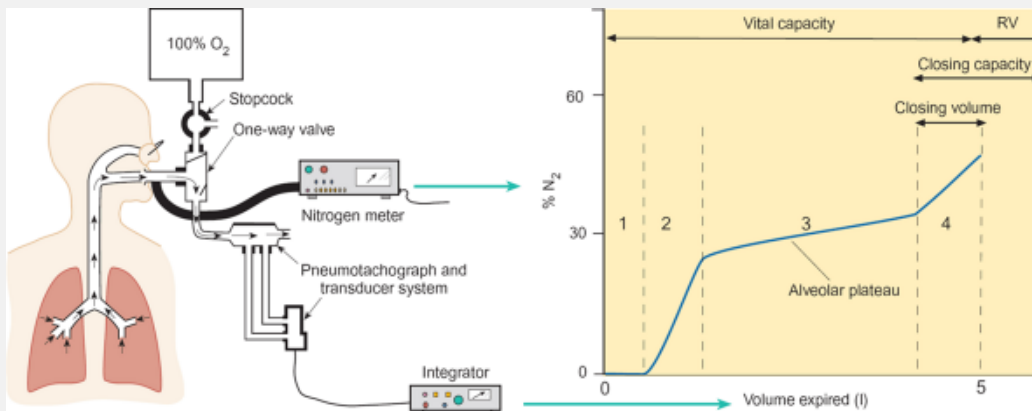 100% O2
Stopcock
One-way valve
Nitrogen meter
Pneumotachograph and
transducer system
Integrator
Vital capacity
RV
Closing capacity
Closing volume
60
% N2
30
0
1
2
3
4
Alveolar plateau
0
5
Volume expired (l)